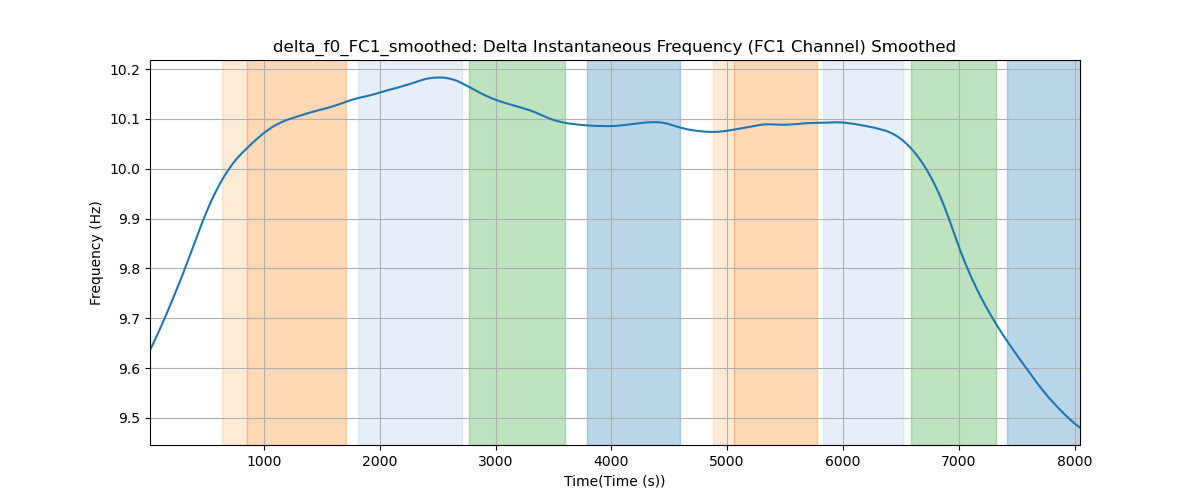 delta_f0_FC1_smoothed: Delta Instantaneous Frequency (FC1 Channel) Smoothed
10.2
10.1
10.0
9.9
9.8
9.7
9.6
9.5
Frequency (Hz)
1000 2000 3000 4000 5000 6000 7000 8000
Time(Time (s))